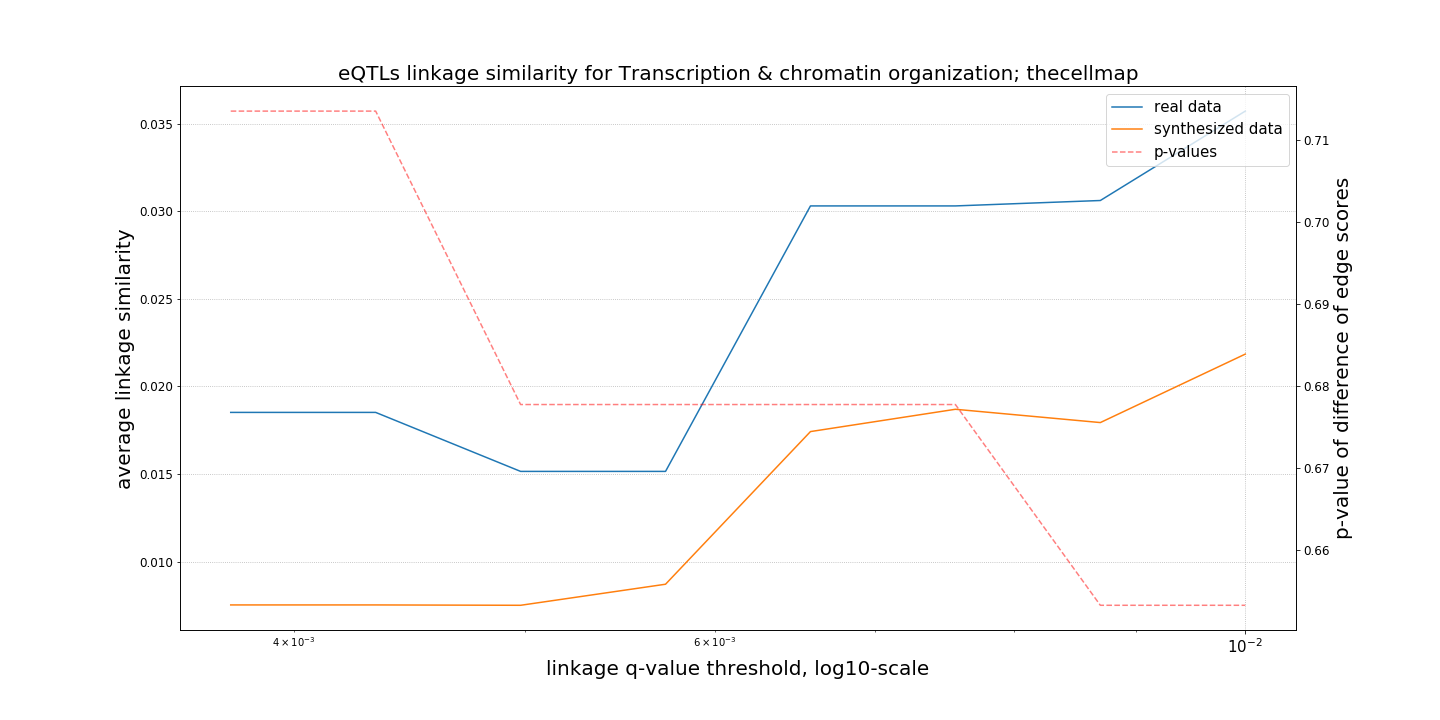 eQTLs linkage similarity for Transcription & chromatin organization; thecellmap
real data
synthesized data
p-values
average linkage similarity
0.035
0.030
0.025
0.020
0.015
0.010
0.71
0.70
0.69
0.68
0.67
0.66
p-value of difference of edge scores
4 × 10⁻³
6 × 10⁻³
10⁻²
linkage q-value threshold, log10-scale